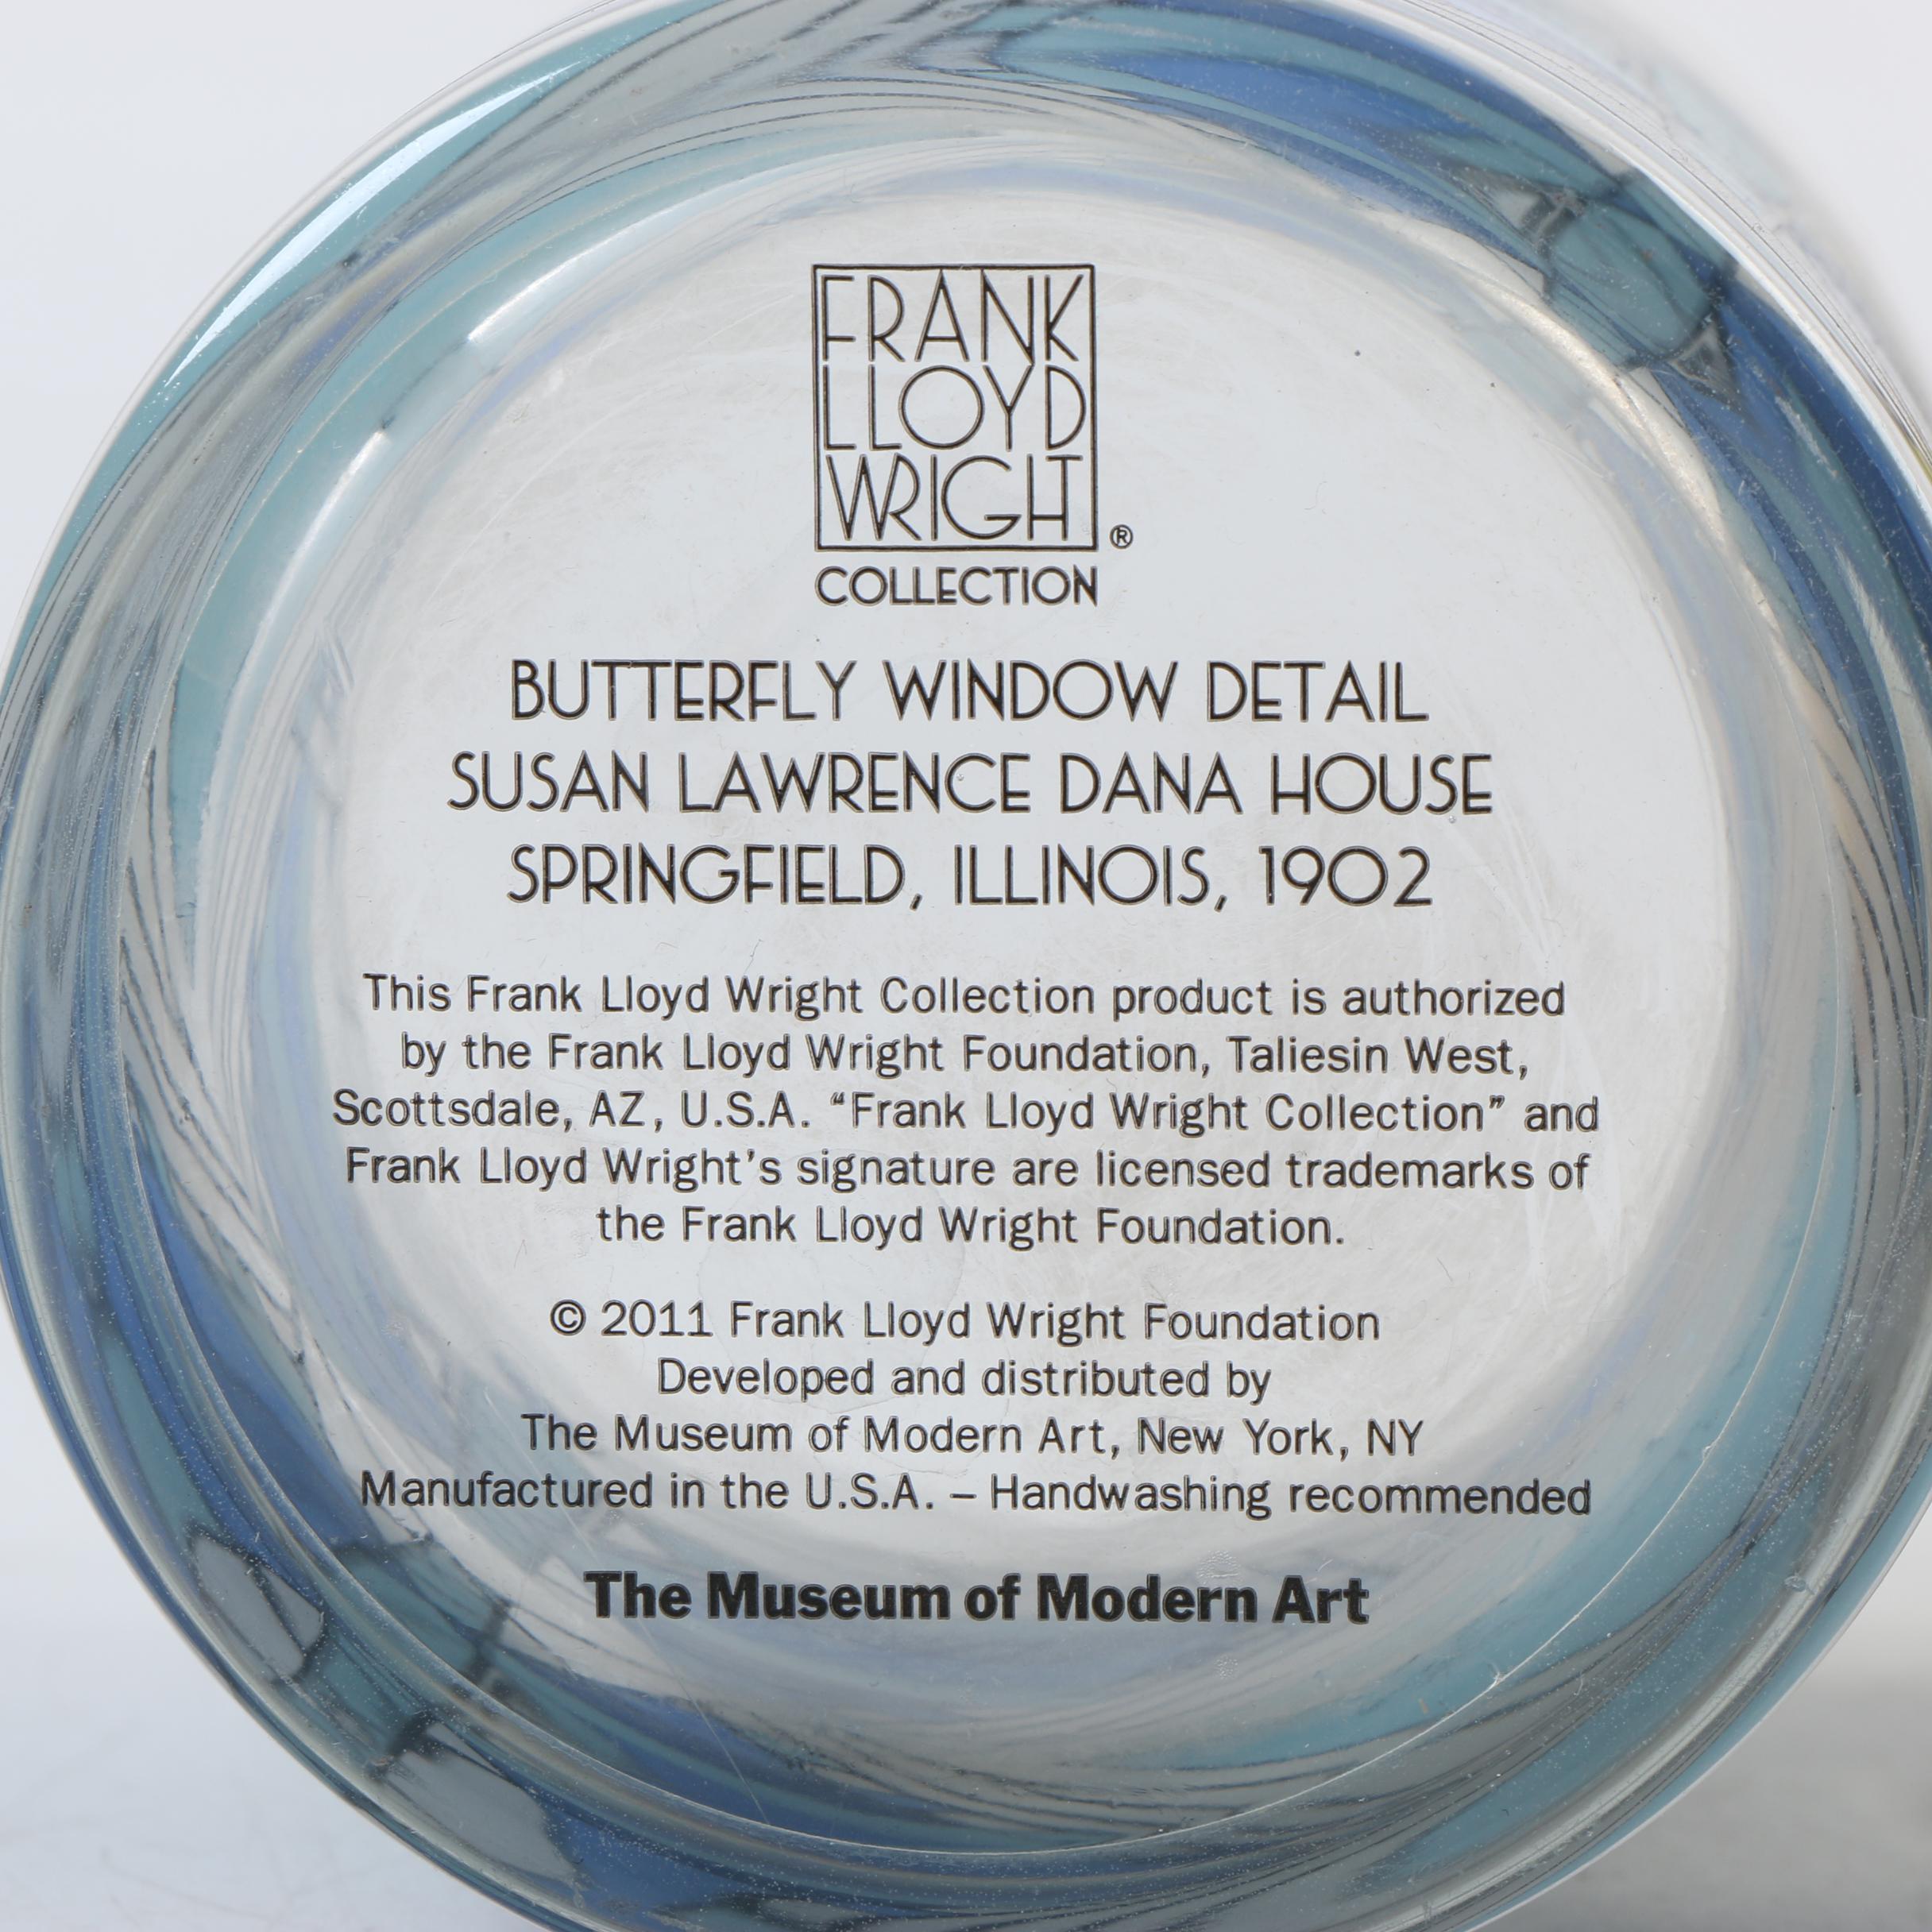 FRANK
LLOYD
WRIGHT®
COLLECTION
BUTTERFLY WINDOW DETAIL
SUSAN LAWRENCE DANA HOUSE
SPRINGFIELD, ILLINOIS, 1902
This Frank Lloyd Wright Collection product is authorized
by the Frank Lloyd Wright Foundation, Taliesin West,
Scottsdale, AZ, U.S.A. “Frank Lloyd Wright Collection” and
Frank Lloyd Wright’s signature are licensed trademarks of
the Frank Lloyd Wright Foundation.
© 2011 Frank Lloyd Wright Foundation
Developed and distributed by
The Museum of Modern Art, New York, NY
Manufactured in the U.S.A. – Handwashing recommended
The Museum of Modern Art